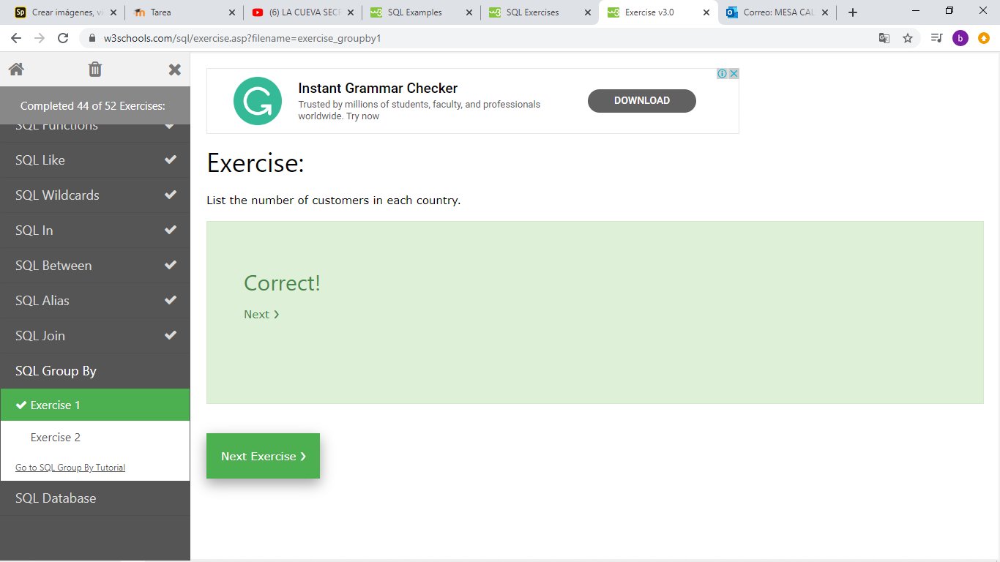 Crear imágenes, ví
Tarea
(6) LA CUEVA SECR
SQL Examples
SQL Exercises
Exercise v3.0
Correo: MESA CAL
w3schools.com/sql/exercise.asp?filename=exercise_groupby1
b
Completed 44 of 52 Exercises:
SQL Functions
SQL Like
SQL Wildcards
SQL In
SQL Between
SQL Alias
SQL Join
SQL Group By
Exercise 1
Exercise 2
Go to SQL Group By Tutorial
SQL Database
Instant Grammar Checker
Trusted by millions of students, faculty, and professionals
worldwide. Try now
DOWNLOAD
Exercise:
List the number of customers in each country.
Correct!
Next ❯
Next Exercise ❯